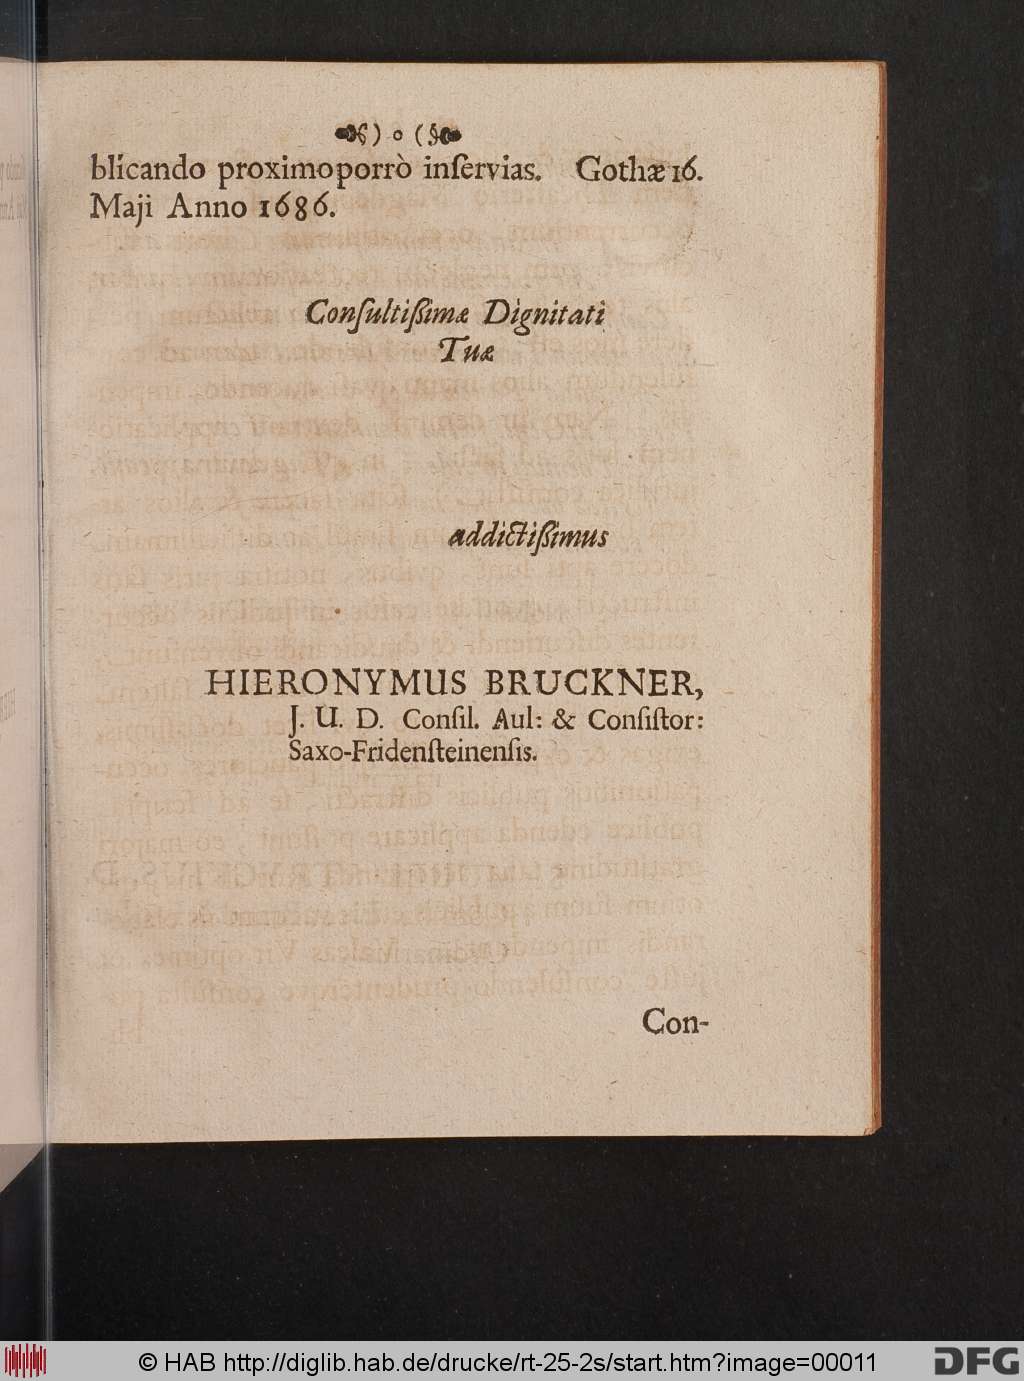 ) o (
blicando proximo porrò inſervias. Gothæ 16.
Maji Anno 1686.
Conſultiſſimæ Dignitati
Tuæ
addictiſſimus
HIERONYMUS BRUCKNER,
J. U. D. Conſil. Aul: & Conſiſtor:
Saxo-Fridenſteinenſis.
Con-
© HAB http://diglib.hab.de/drucke/rt-25-2s/start.htm?image=00011
DFG